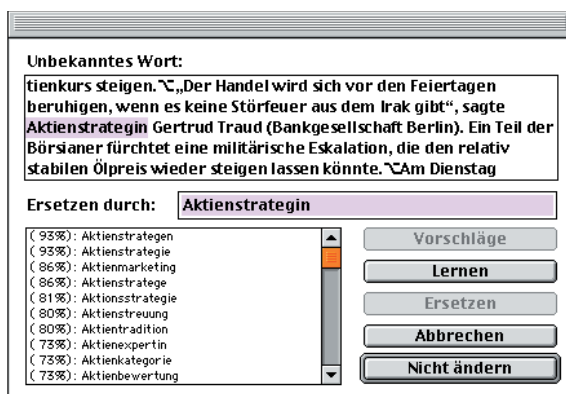 Unbekanntes Wort:
tienkurs steigen.⌥„Der Handel wird sich vor den Feiertagen
beruhigen, wenn es keine Störfeuer aus dem Irak gibt“, sagte
Aktienstrategin Gertrud Traud (Bankgesellschaft Berlin). Ein Teil der
Börsianer fürchtet eine militärische Eskalation, die den relativ
stabilen Ölpreis wieder steigen lassen könnte.⌥Am Dienstag
Ersetzen durch: Aktienstrategin
( 93%): Aktienstrategen
( 93%): Aktienstrategie
( 86%): Aktienmarketing
( 86%): Aktienstratege
( 81%): Aktionsstrategie
( 80%): Aktienstreuung
( 80%): Aktientradition
( 73%): Aktienexpertin
( 73%): Aktienkategorie
( 73%): Aktienbewertung
Vorschläge
Lernen
Ersetzen
Abbrechen
Nicht ändern